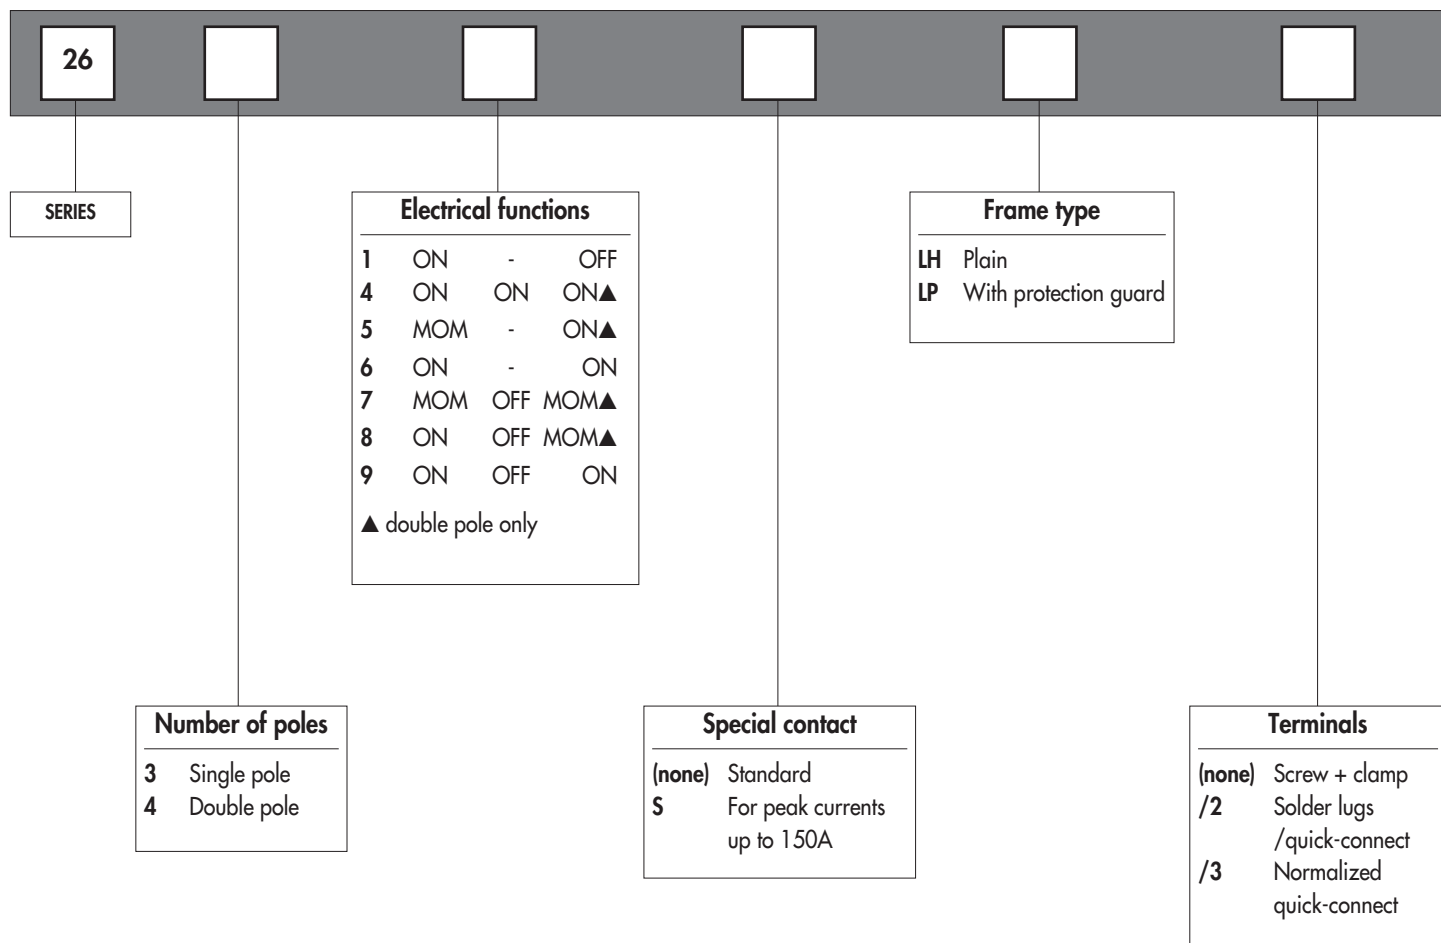 26
SERIES
Electrical functions
1 ON - OFF
4 ON ON ON▲
5 MOM - ON▲
6 ON - ON
7 MOM OFF MOM▲
8 ON OFF MOM▲
9 ON OFF ON
▲ double pole only
Frame type
LH Plain
LP With protection guard
Number of poles
3 Single pole
4 Double pole
Special contact
(none) Standard
S For peak currents
up to 150A
Terminals
(none) Screw + clamp
/2 Solder lugs
/quick-connect
/3 Normalized
quick-connect